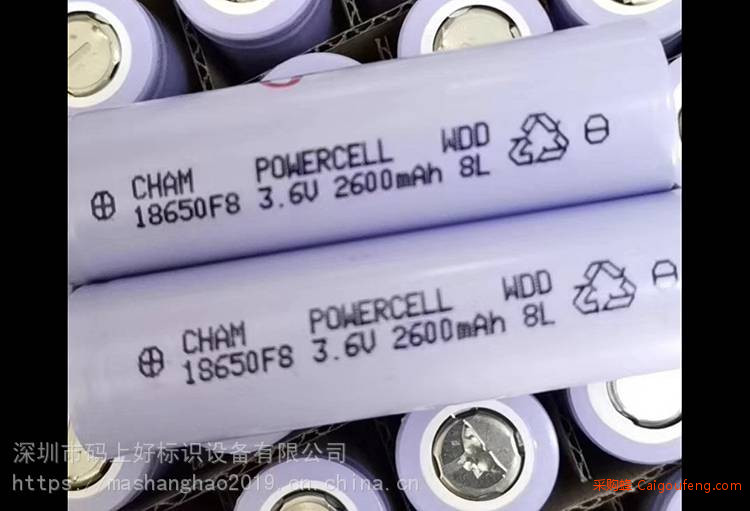 CHAM POWERCELL WDD
18650F8 3.6V 2600mAh 8L
CHAM POWERCELL WDD
18650F8 3.6V 2600mAh 8L
深圳市码上好标识设备有限公司
https://mashanghao2019.cn.china.cn
采购线 Caigou.ofeng.com